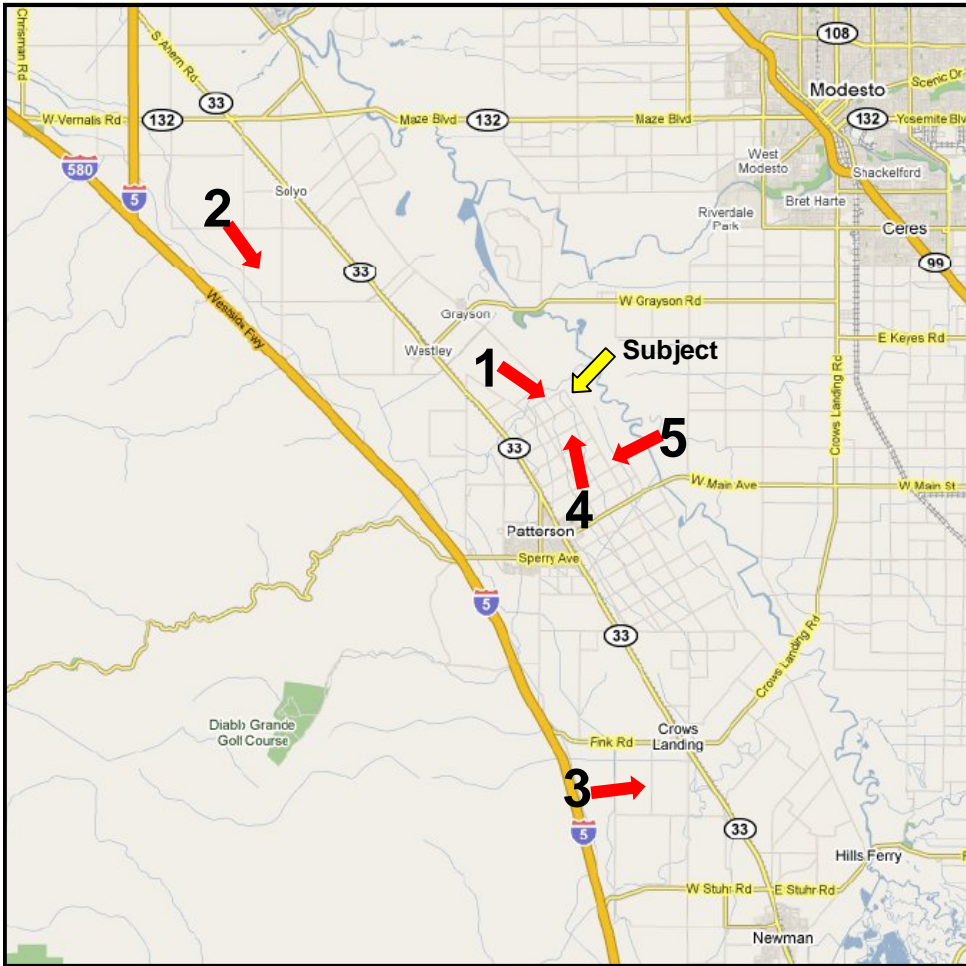 Chrisman Rd
S Ahern Rd
33
W Vernalis Rd
132
Maze Blvd
132
Maze Blvd
108
Modesto
Scenic Dr
132
Yosemite Blv
580
5
West
Modesto
Shackelford
Bret Harte
Riverdale
Park
Ceres
99
Solyo
2
33
Westside Fwy
W Grayson Rd
Grayson
Westley
E Keyes Rd
Subject
1
Crows Landing Rd
5
33
4
W Main Ave
W Main St
Patterson
Sperry Ave
5
33
Crows Landing Rd
Diablo Grande
Golf Course
Crows
Landing
Fink Rd
3
5
33
Hills Ferry
W Stuhr Rd
E Stuhr Rd
Newman